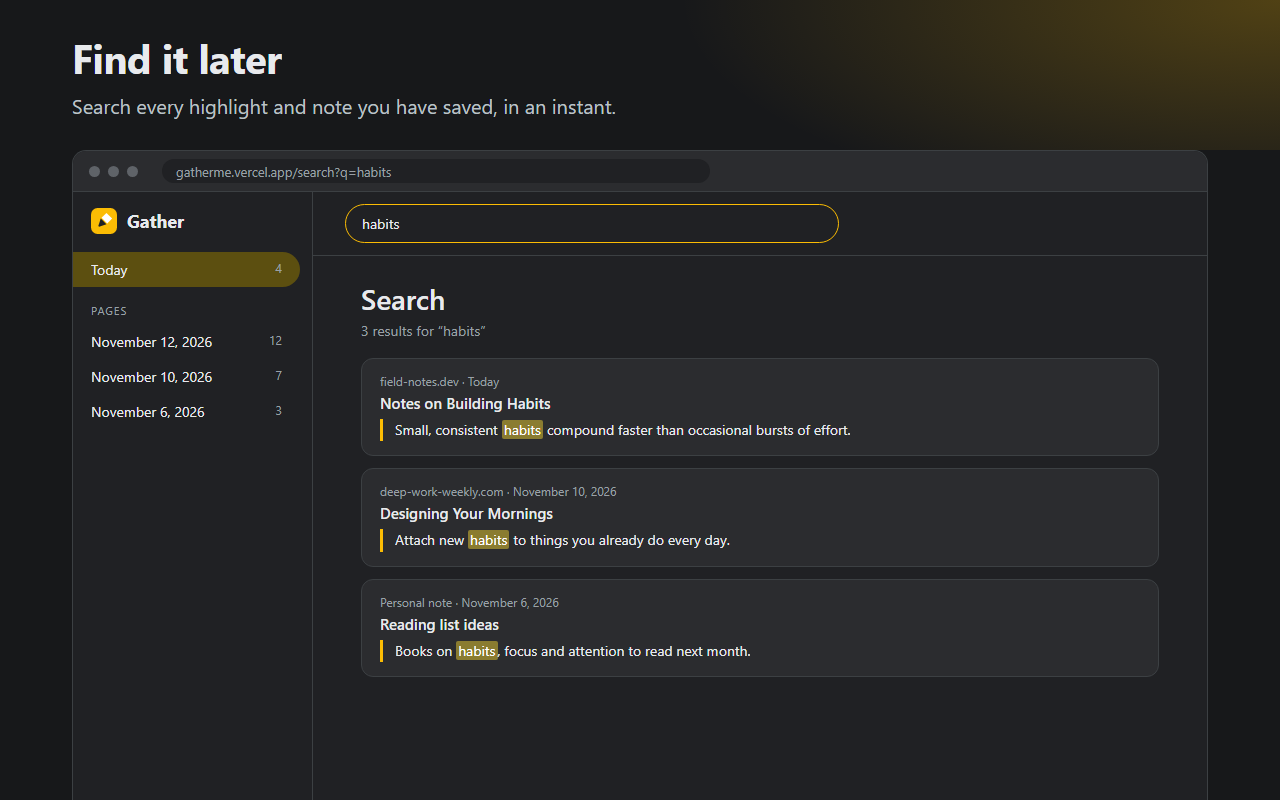 Find it later
Search every highlight and note you have saved, in an instant.
gatherme.vercel.app/search?q=habits
Gather
habits
Today 4
PAGES
November 12, 2026 12
November 10, 2026 7
November 6, 2026 3
Search
3 results for “habits”
field-notes.dev · Today
Notes on Building Habits
Small, consistent habits compound faster than occasional bursts of effort.
deep-work-weekly.com · November 10, 2026
Designing Your Mornings
Attach new habits to things you already do every day.
Personal note · November 6, 2026
Reading list ideas
Books on habits, focus and attention to read next month.